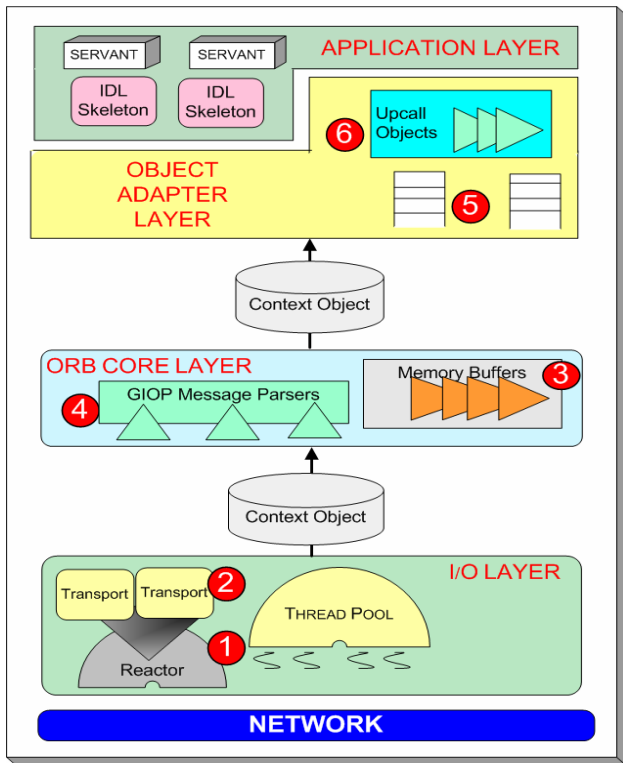 SERVANT
SERVANT
APPLICATION LAYER
IDL
Skeleton
IDL
Skeleton
Upcall
Objects
6
OBJECT
ADAPTER
LAYER
5
Context Object
ORB CORE LAYER
Memory Buffers
3
GIOP Message Parsers
4
Context Object
I/O LAYER
Transport
Transport
2
THREAD POOL
1
Reactor
NETWORK